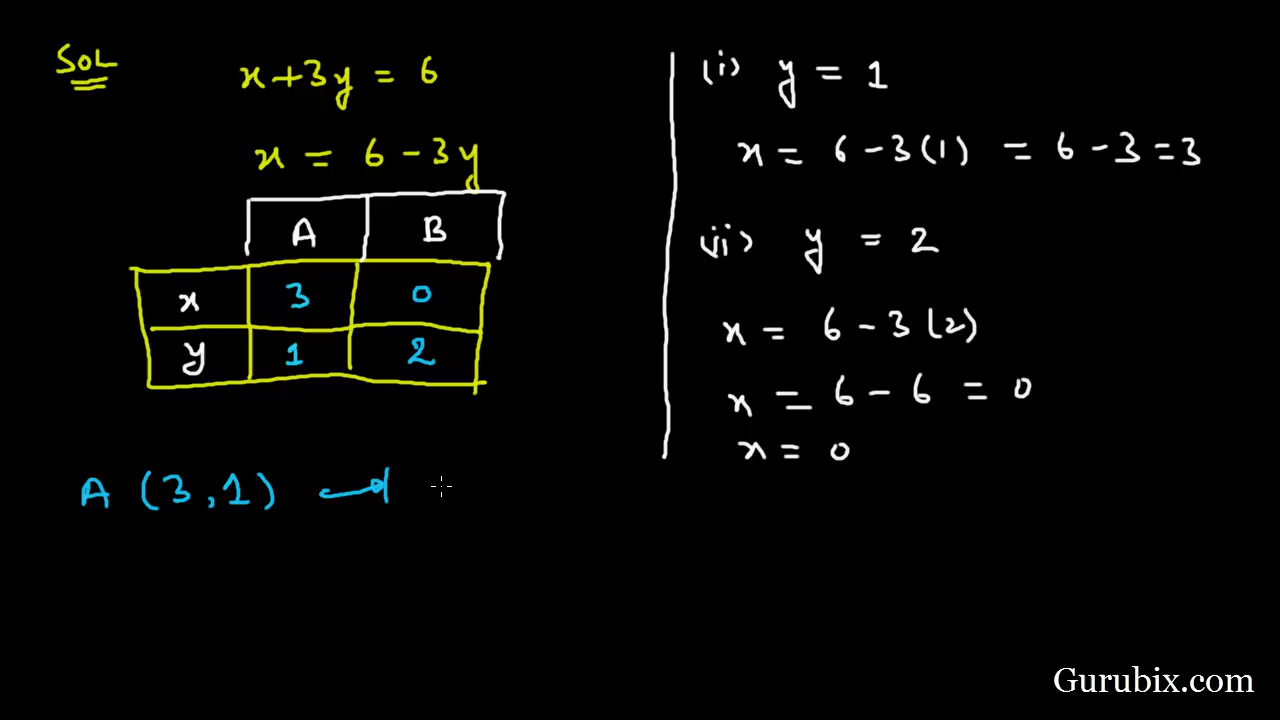 SOL
x+3y = 6
x = 6-3y
A B
x 3 0
y 1 2
A (3,1)
(i) y = 1
x = 6-3(1) = 6-3=3
(ii) y = 2
x = 6-3(2)
x = 6-6 = 0
x = 0
Gurubix.com